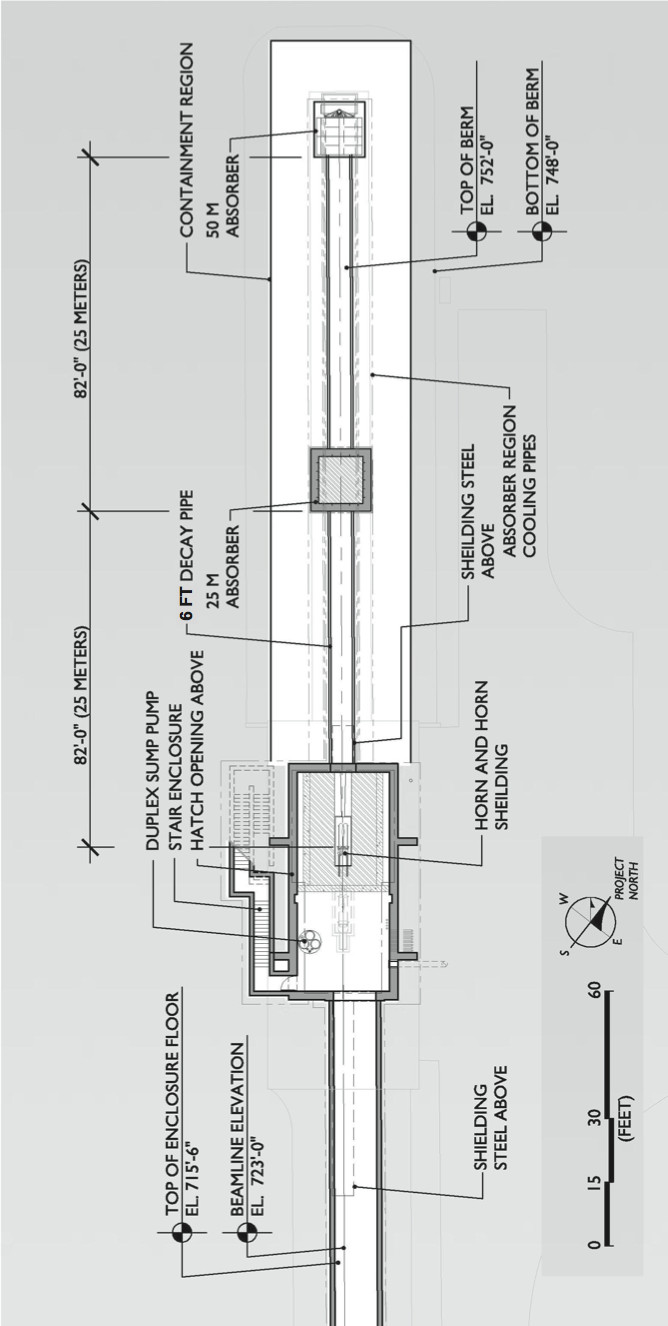 CONTAINMENT REGION
50 M
ABSORBER
TOP OF BERM
EL. 752'-0"
BOTTOM OF BERM
EL. 748'-0"
82'-0" (25 METERS)
6 FT DECAY PIPE
25 M
ABSORBER
SHEILDING STEEL
ABOVE
ABSORBER REGION
COOLING PIPES
82'-0" (25 METERS)
DUPLEX SUMP PUMP
STAIR ENCLOSURE
HATCH OPENING ABOVE
HORN AND HORN
SHEILDING
TOP OF ENCLOSURE FLOOR
EL. 715'-6"
BEAMLINE ELEVATION
EL. 723'-0"
SHIELDING
STEEL ABOVE
S
W
E
PROJECT
NORTH
0
15
30
60
(FEET)